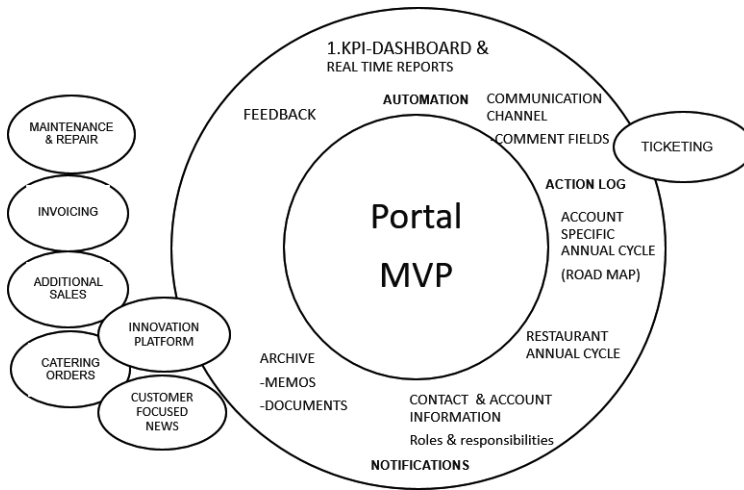 1.KPI-DASHBOARD &
REAL TIME REPORTS
AUTOMATION
COMMUNICATION
CHANNEL
-COMMENT FIELDS
FEEDBACK
TICKETING
ACTION LOG
ACCOUNT
SPECIFIC
ANNUAL CYCLE
(ROAD MAP)
Portal
MVP
RESTAURANT
ANNUAL CYCLE
CONTACT & ACCOUNT
INFORMATION
Roles & responsibilities
NOTIFICATIONS
ARCHIVE
-MEMOS
-DOCUMENTS
MAINTENANCE
& REPAIR
INVOICING
ADDITIONAL
SALES
INNOVATION
PLATFORM
CATERING
ORDERS
CUSTOMER
FOCUSED
NEWS